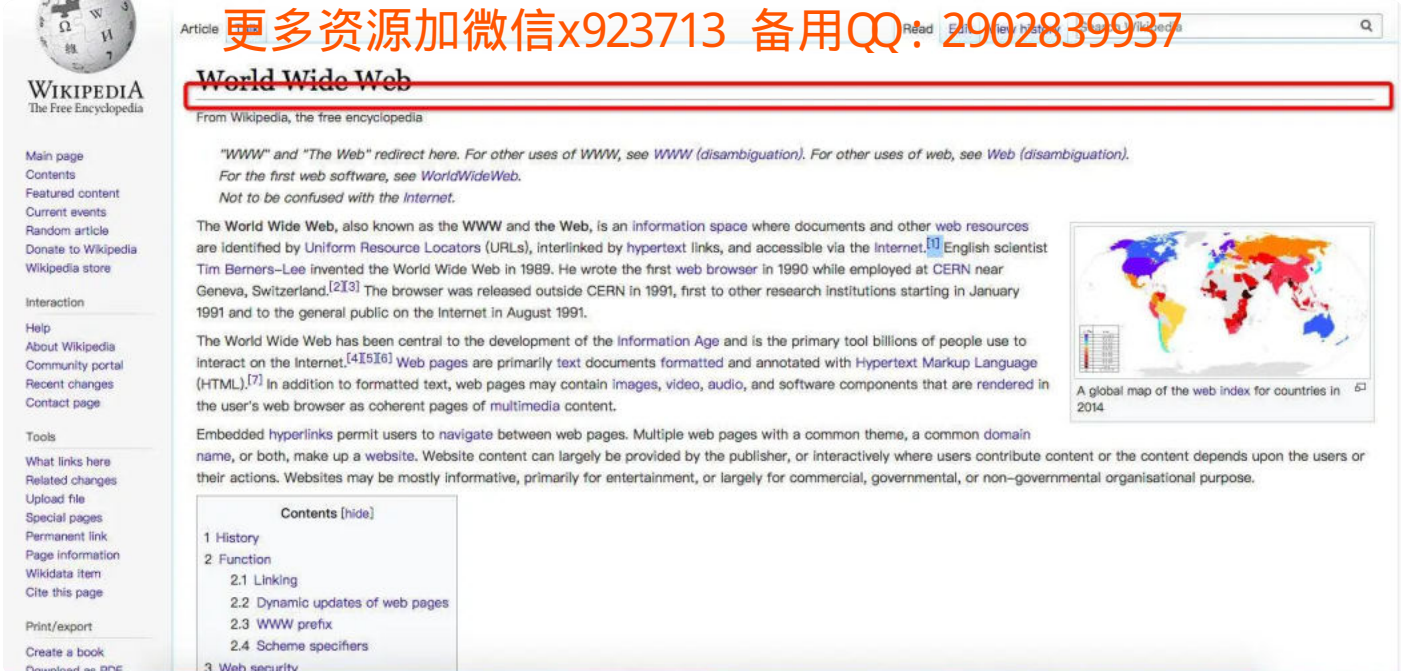 更多资源加微信x923713 备用QQ：2902839937
Article
Read
Edit
View history
Search Wikipedia
WIKIPEDIA
The Free Encyclopedia
Main page
Contents
Featured content
Current events
Random article
Donate to Wikipedia
Wikipedia store
Interaction
Help
About Wikipedia
Community portal
Recent changes
Contact page
Tools
What links here
Related changes
Upload file
Special pages
Permanent link
Page information
Wikidata item
Cite this page
Print/export
Create a book
Download as PDF
World Wide Web
From Wikipedia, the free encyclopedia
"WWW" and "The Web" redirect here. For other uses of WWW, see WWW (disambiguation). For other uses of web, see Web (disambiguation).
For the first web software, see WorldWideWeb.
Not to be confused with the Internet.
The World Wide Web, also known as the WWW and the Web, is an information space where documents and other web resources
are identified by Uniform Resource Locators (URLs), interlinked by hypertext links, and accessible via the Internet.[1] English scientist
Tim Berners–Lee invented the World Wide Web in 1989. He wrote the first web browser in 1990 while employed at CERN near
Geneva, Switzerland.[2][3] The browser was released outside CERN in 1991, first to other research institutions starting in January
1991 and to the general public on the Internet in August 1991.
The World Wide Web has been central to the development of the Information Age and is the primary tool billions of people use to
interact on the Internet.[4][5][6] Web pages are primarily text documents formatted and annotated with Hypertext Markup Language
(HTML).[7] In addition to formatted text, web pages may contain images, video, audio, and software components that are rendered in
the user's web browser as coherent pages of multimedia content.
A global map of the web index for countries in
2014
Embedded hyperlinks permit users to navigate between web pages. Multiple web pages with a common theme, a common domain
name, or both, make up a website. Website content can largely be provided by the publisher, or interactively where users contribute content or the content depends upon the users or
their actions. Websites may be mostly informative, primarily for entertainment, or largely for commercial, governmental, or non–governmental organisational purpose.
Contents [hide]
1 History
2 Function
2.1 Linking
2.2 Dynamic updates of web pages
2.3 WWW prefix
2.4 Scheme specifiers
3 Web security